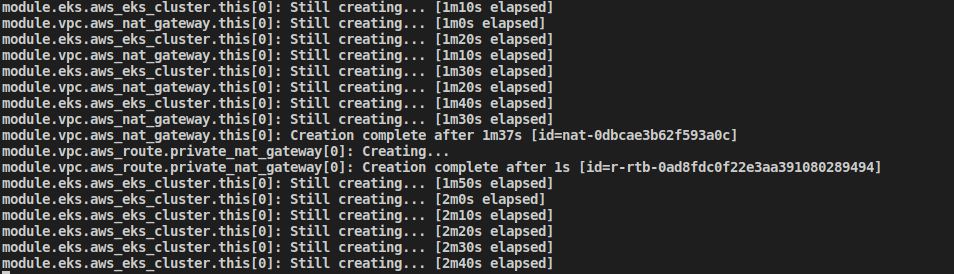 module.eks.aws_eks_cluster.this[0]: Still creating... [1m10s elapsed]
module.vpc.aws_nat_gateway.this[0]: Still creating... [1m0s elapsed]
module.eks.aws_eks_cluster.this[0]: Still creating... [1m20s elapsed]
module.vpc.aws_nat_gateway.this[0]: Still creating... [1m10s elapsed]
module.eks.aws_eks_cluster.this[0]: Still creating... [1m30s elapsed]
module.vpc.aws_nat_gateway.this[0]: Still creating... [1m20s elapsed]
module.eks.aws_eks_cluster.this[0]: Still creating... [1m40s elapsed]
module.vpc.aws_nat_gateway.this[0]: Still creating... [1m30s elapsed]
module.vpc.aws_nat_gateway.this[0]: Creation complete after 1m37s [id=nat-0dbcae3b62f593a0c]
module.vpc.aws_route.private_nat_gateway[0]: Creating...
module.vpc.aws_route.private_nat_gateway[0]: Creation complete after 1s [id=r-rtb-0ad8fdc0f22e3aa391080289494]
module.eks.aws_eks_cluster.this[0]: Still creating... [1m50s elapsed]
module.eks.aws_eks_cluster.this[0]: Still creating... [2m0s elapsed]
module.eks.aws_eks_cluster.this[0]: Still creating... [2m10s elapsed]
module.eks.aws_eks_cluster.this[0]: Still creating... [2m20s elapsed]
module.eks.aws_eks_cluster.this[0]: Still creating... [2m30s elapsed]
module.eks.aws_eks_cluster.this[0]: Still creating... [2m40s elapsed]